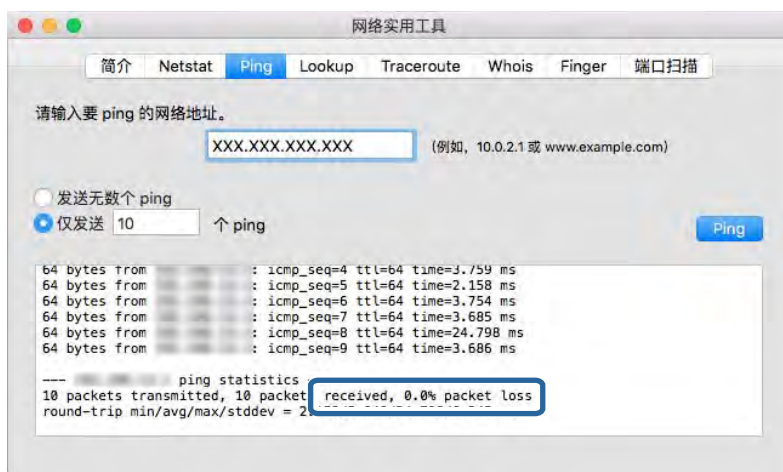 网络实用工具
简介 Netstat Ping Lookup Traceroute Whois Finger 端口扫描
请输入要 ping 的网络地址。
XXX.XXX.XXX.XXX (例如，10.0.2.1 或 www.example.com)
发送无数个 ping
仅发送 10 个 ping
Ping
64 bytes from : icmp_seq=4 ttl=64 time=3.759 ms
64 bytes from : icmp_seq=5 ttl=64 time=2.158 ms
64 bytes from : icmp_seq=6 ttl=64 time=3.754 ms
64 bytes from : icmp_seq=7 ttl=64 time=3.685 ms
64 bytes from : icmp_seq=8 ttl=64 time=24.798 ms
64 bytes from : icmp_seq=9 ttl=64 time=3.686 ms
--- ping statistics
10 packets transmitted, 10 packet received, 0.0% packet loss
round-trip min/avg/max/stddev = 2.